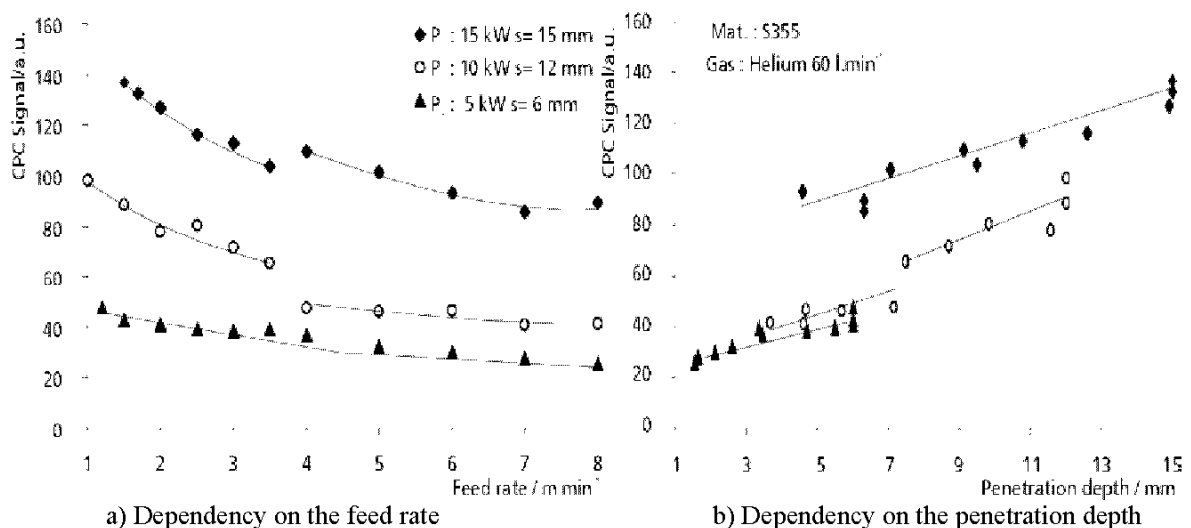 CPC Signal/a.u.
160
140
120
100
80
60
40
20
0
1 2 3 4 5 6 7 8
Feed rate / m min⁻
P : 15 kW s= 15 mm
P : 10 kW s= 12 mm
P : 5 kW s= 6 mm
a) Dependency on the feed rate
CPC Signal/a.u.
160
140
120
100
80
60
40
20
0
1 3 5 7 9 11 13 15
Penetration depth / mm
Mat. : S355
Gas : Helium 60 l.min⁻
b) Dependency on the penetration depth